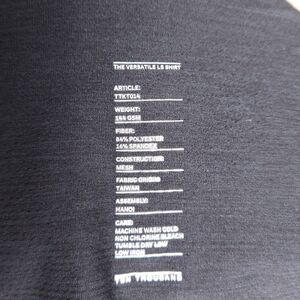 THE VERSATILE LS SHIRT
ARTICLE:
TTKT014
WEIGHT:
144 GSM
FIBER:
84% POLYESTER
16% SPANDEX
CONSTRUCTION:
MESH
FABRIC ORIGIN:
TAIWAN
ASSEMBLY:
HANOI
CARE:
MACHINE WASH COLD
NON CHLORINE BLEACH
TUMBLE DRY LOW
LOW IRON
TEN THOUSAND